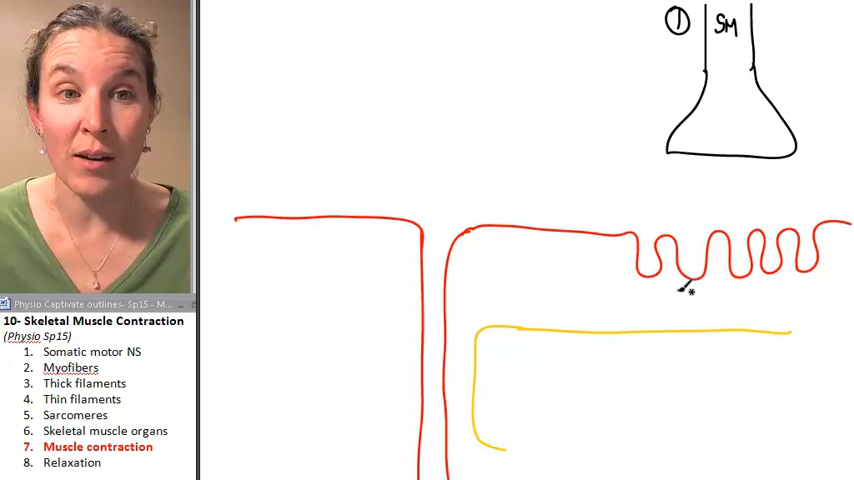 ① SM
Physio Captivate outlines- Sp15 - M...
10- Skeletal Muscle Contraction
(Physio Sp15)
1. Somatic motor NS
2. Myofibers
3. Thick filaments
4. Thin filaments
5. Sarcomeres
6. Skeletal muscle organs
7. Muscle contraction
8. Relaxation